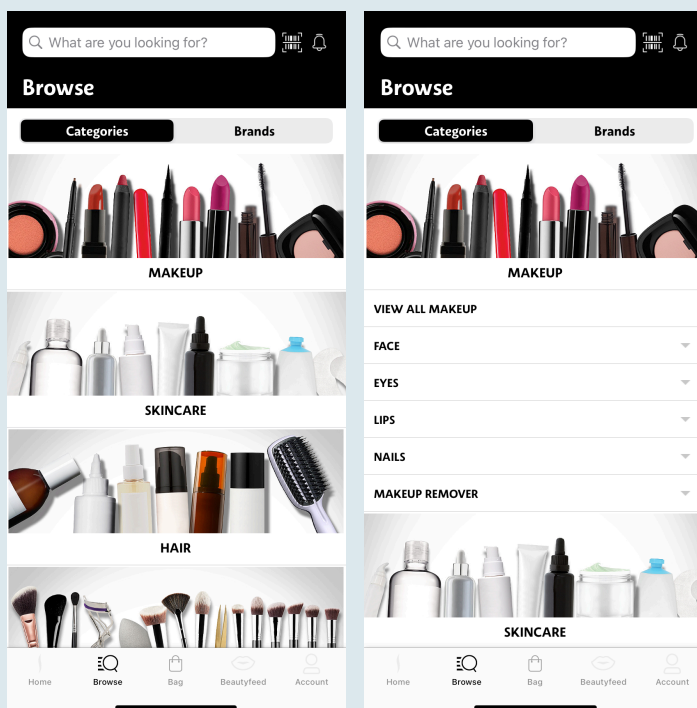 What are you looking for?
Browse
Categories Brands
MAKEUP
SKINCARE
HAIR
Home Browse Bag Beautyfeed Account
What are you looking for?
Browse
Categories Brands
MAKEUP
VIEW ALL MAKEUP
FACE
EYES
LIPS
NAILS
MAKEUP REMOVER
SKINCARE
Home Browse Bag Beautyfeed Account